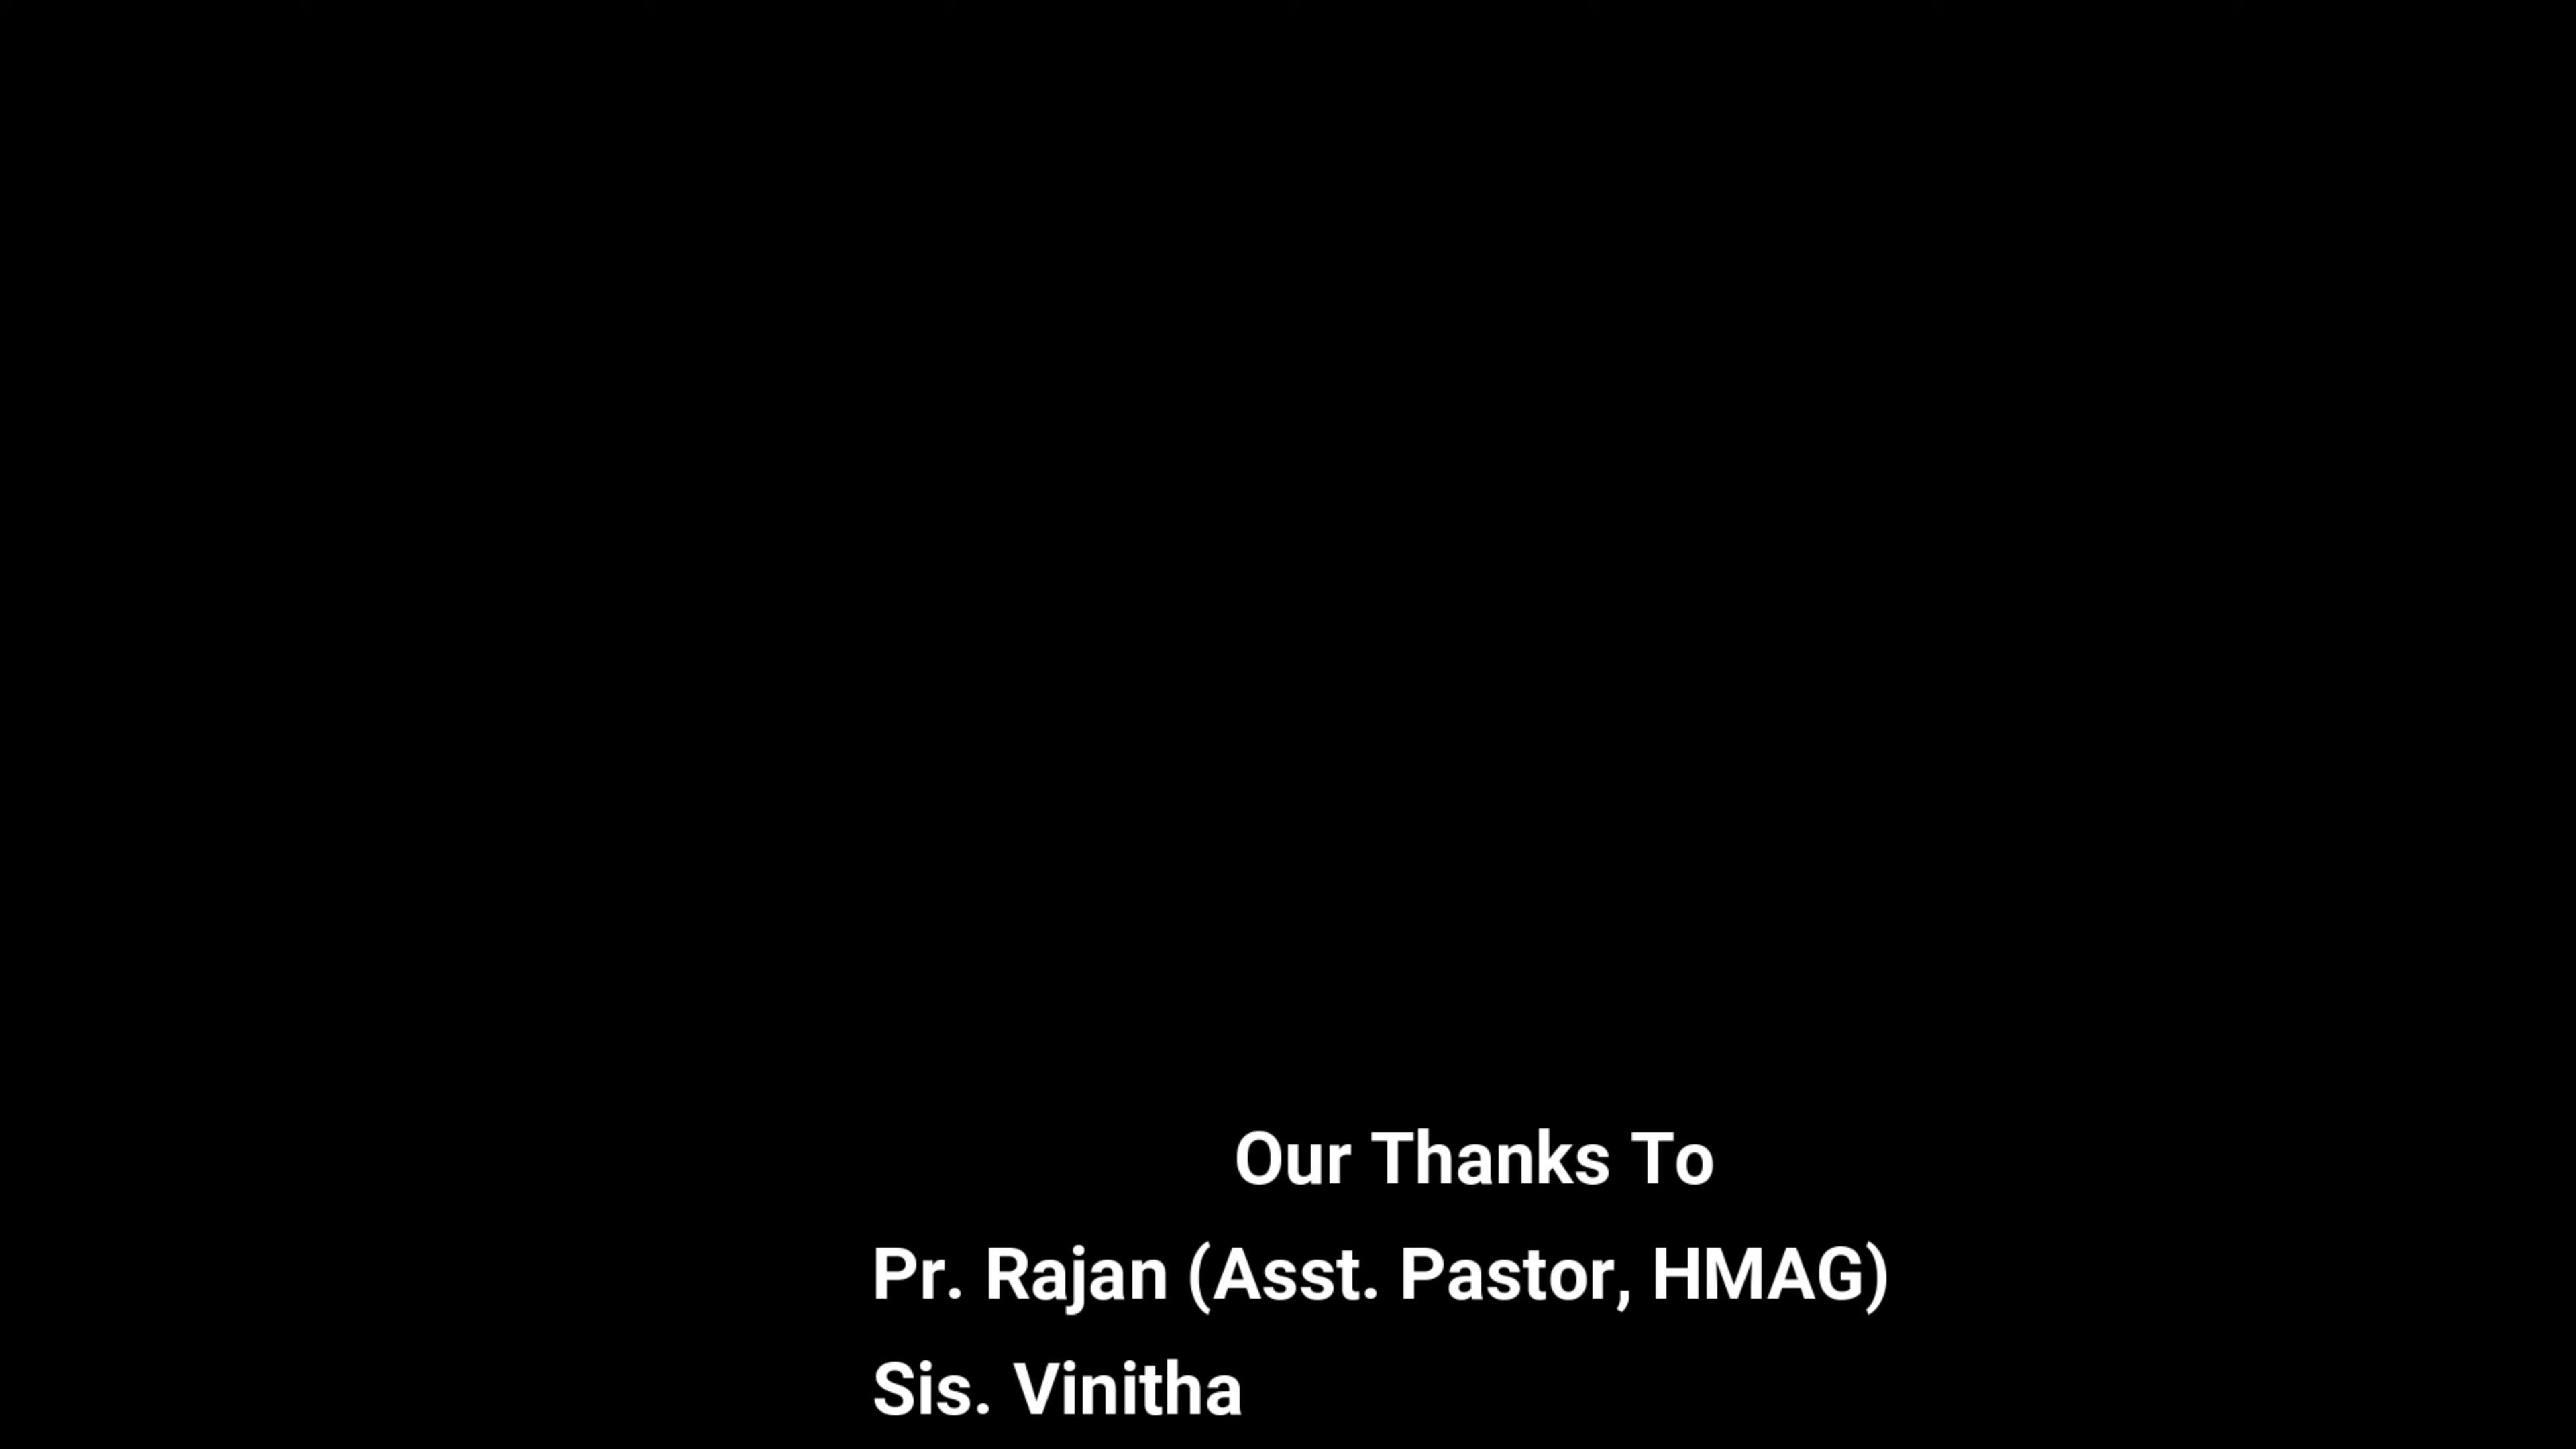 Our Thanks To
Pr. Rajan (Asst. Pastor, HMAG)
Sis. Vinitha